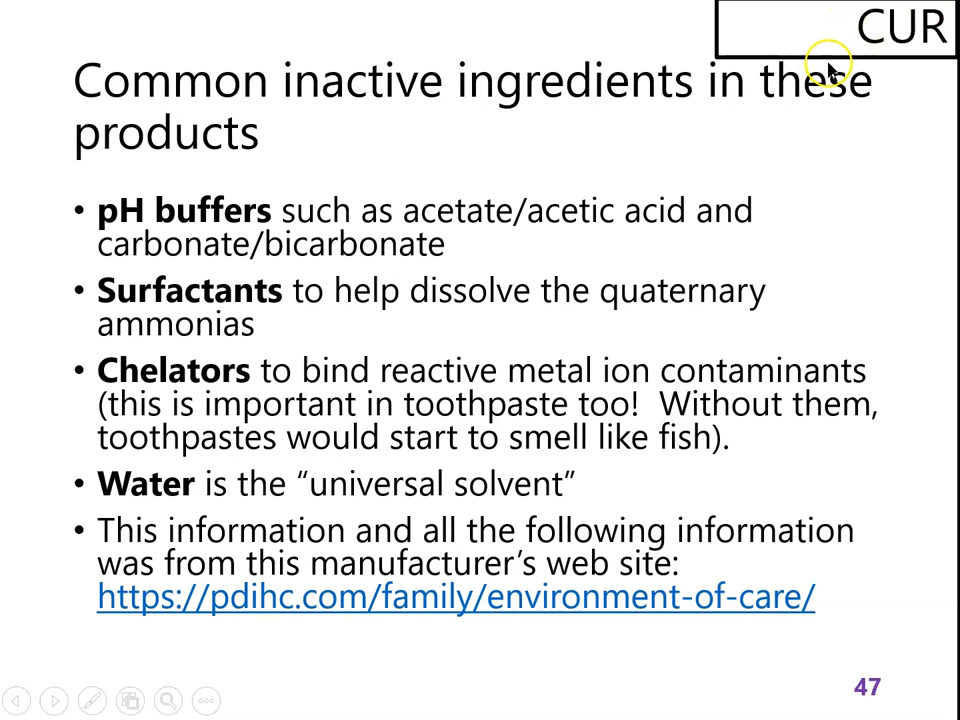 CUR
Common inactive ingredients in these
products
• pH buffers such as acetate/acetic acid and
carbonate/bicarbonate
• Surfactants to help dissolve the quaternary
ammonias
• Chelators to bind reactive metal ion contaminants
(this is important in toothpaste too!  Without them,
toothpastes would start to smell like fish).
• Water is the “universal solvent”
• This information and all the following information
was from this manufacturer’s web site:
https://pdihc.com/family/environment-of-care/
47